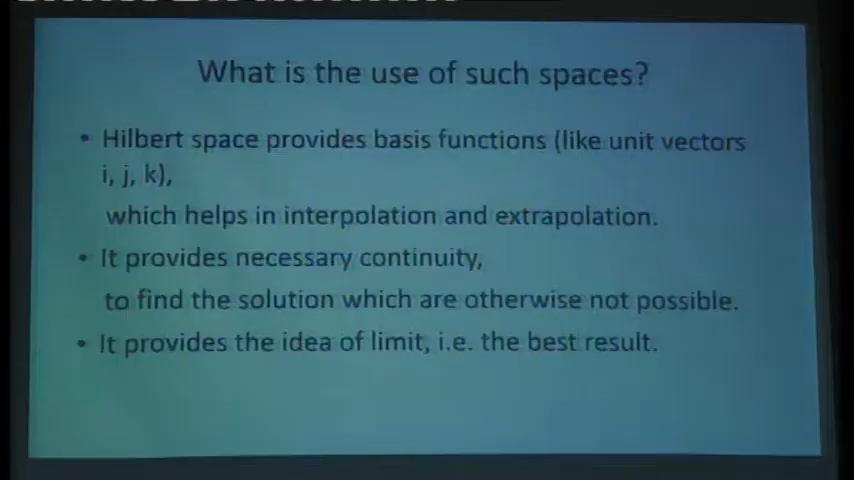 What is the use of such spaces?
• Hilbert space provides basis functions (like unit vectors
i, j, k),
which helps in interpolation and extrapolation.
• It provides necessary continuity,
to find the solution which are otherwise not possible.
• It provides the idea of limit, i.e. the best result.